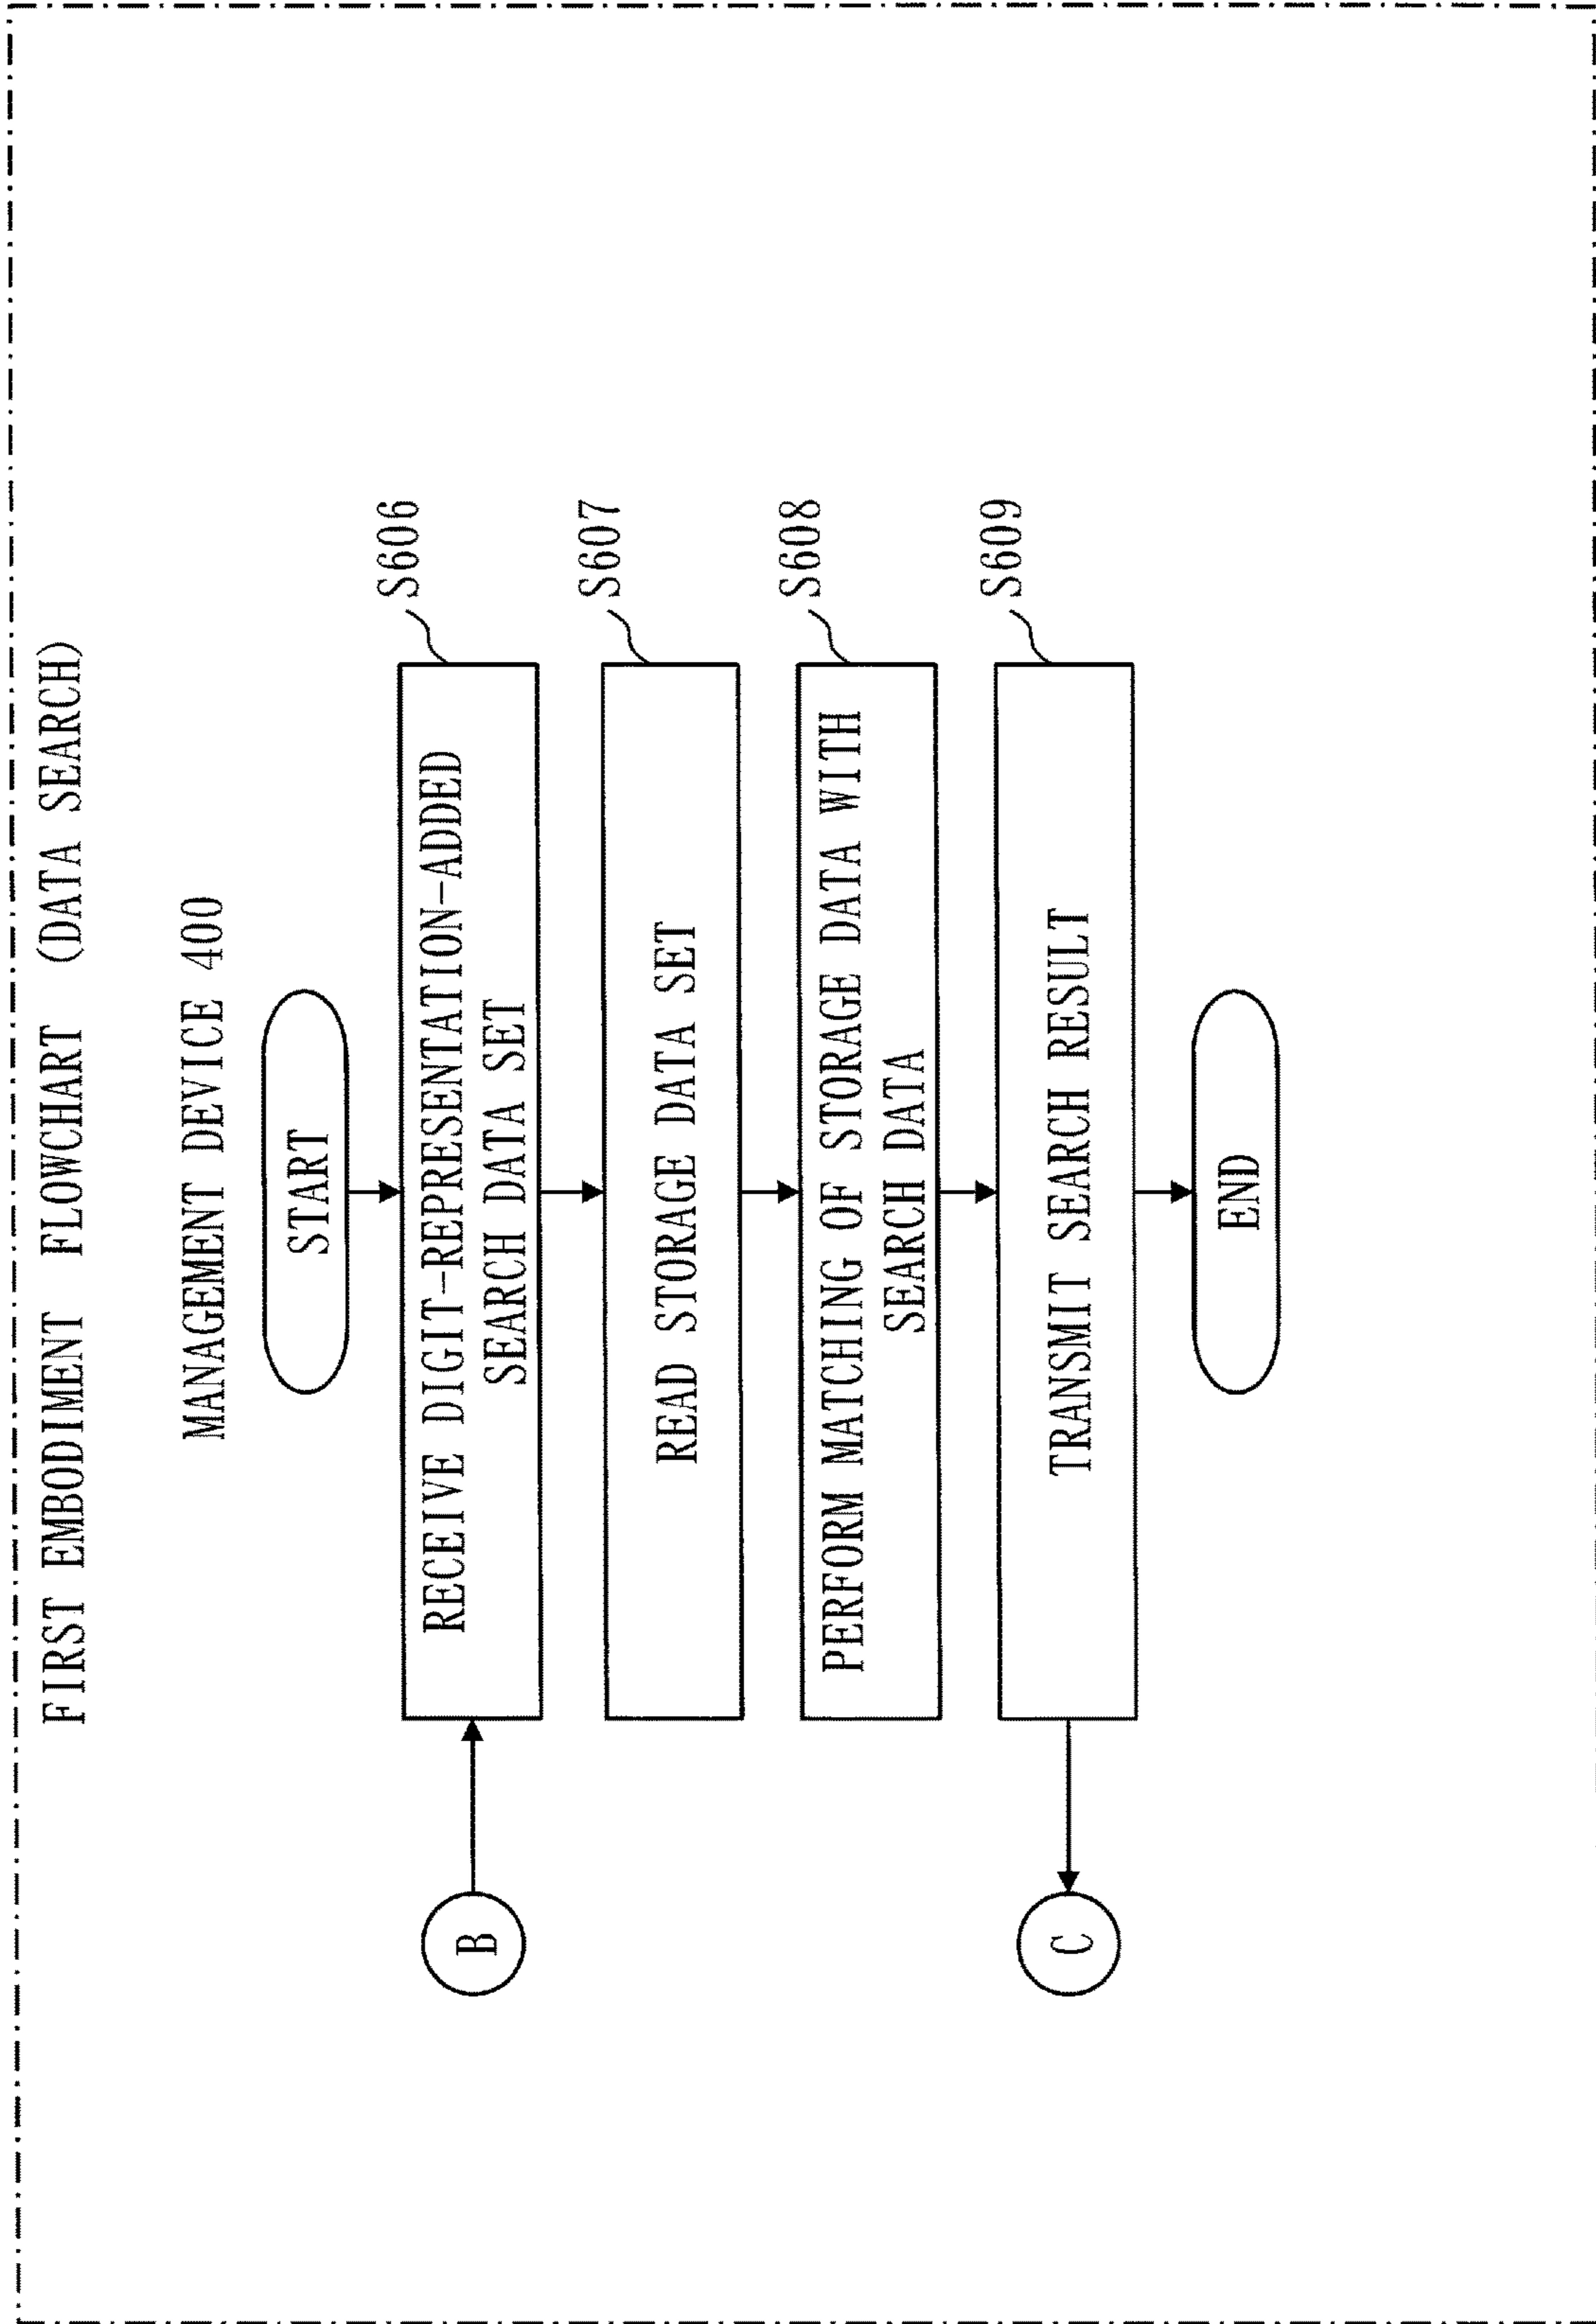 FIRST EMBODIMENT FLOWCHART (DATA SEARCH)
MANAGEMENT DEVICE 400
START
B
RECEIVE DIGIT-REPRESENTATION-ADDED
SEARCH DATA SET
S606
READ STORAGE DATA SET
S607
PERFORM MATCHING OF STORAGE DATA WITH
SEARCH DATA
S608
C
TRANSMIT SEARCH RESULT
S609
END